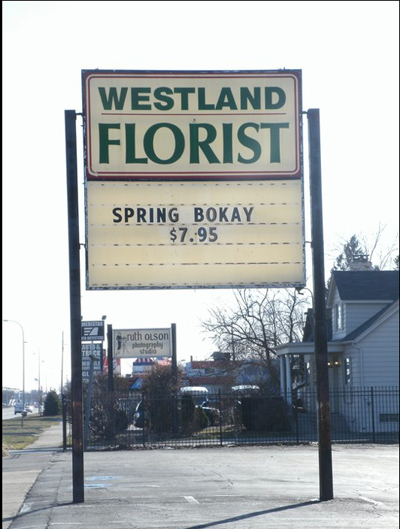 WESTLAND
FLORIST
SPRING BOKAY
$7.95
ruth olson
photography
studio